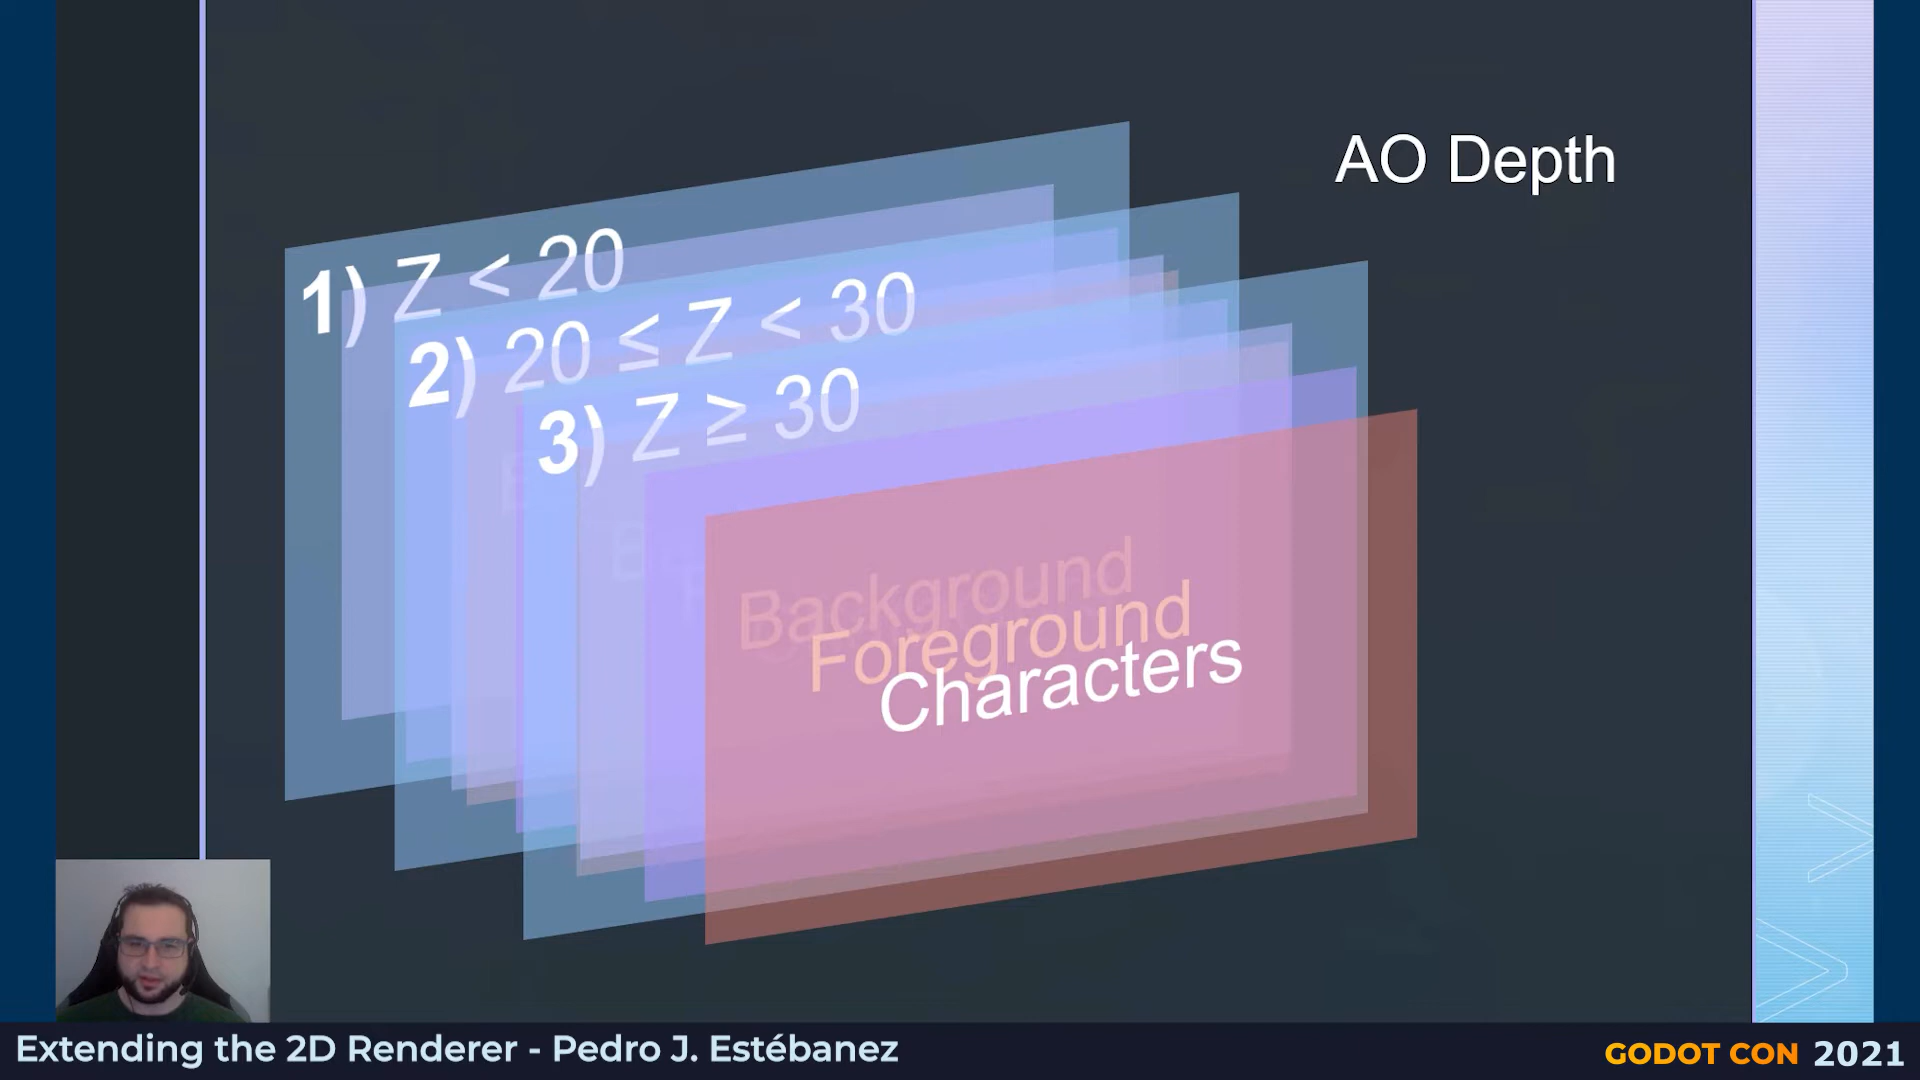 AO Depth
1) Z < 20
2) 20 ≤ Z < 30
3) Z ≥ 30
Background
Foreground
Characters
Extending the 2D Renderer - Pedro J. Estébanez
GODOT CON 2021